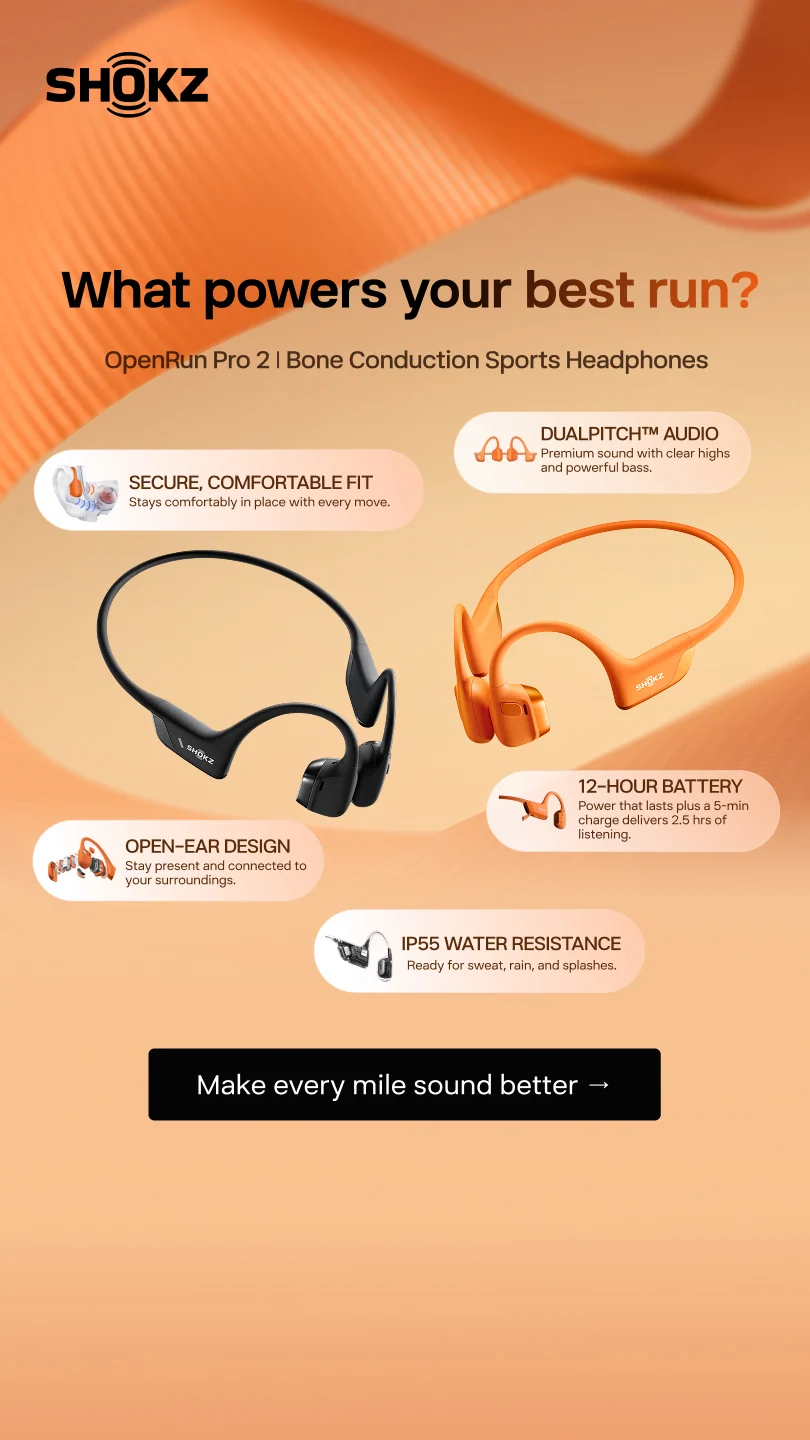 SHOKZ
What powers your best run?
OpenRun Pro 2 | Bone Conduction Sports Headphones
DUALPITCH™ AUDIO
Premium sound with clear highs
and powerful bass.
SECURE, COMFORTABLE FIT
Stays comfortably in place with every move.
SHOKZ
SHOKZ
12-HOUR BATTERY
Power that lasts plus a 5-min
charge delivers 2.5 hrs of
listening.
OPEN-EAR DESIGN
Stay present and connected to
your surroundings.
IP55 WATER RESISTANCE
Ready for sweat, rain, and splashes.
Make every mile sound better →